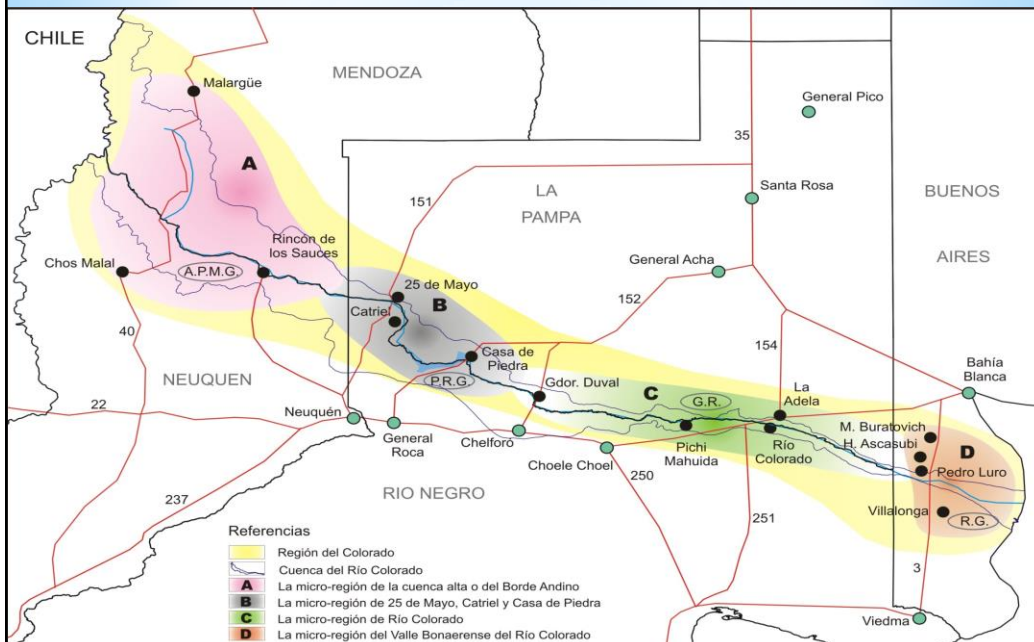 CHILE
MENDOZA
Malargüe
General Pico
35
A
151
LA
PAMPA
Santa Rosa
BUENOS
AIRES
Rincón de
los Sauces
Chos Malal
A.P.M.G.
General Acha
25 de Mayo
B
152
Catriel
40
154
Casa de
Piedra
Bahía
Blanca
NEUQUEN
P.R.G.
Gdor. Duval
C
G.R.
La
Adela
22
Neuquén
General
Roca
Chelforó
Choele Choel
Pichi
Mahuida
Río
Colorado
M. Buratovich
H. Ascasubi
D
Pedro Luro
237
RIO NEGRO
250
251
Villalonga
R.G.
3
Viedma
Referencias
Región del Colorado
Cuenca del Río Colorado
A La micro-región de la cuenca alta o del Borde Andino
B La micro-región de 25 de Mayo, Catriel y Casa de Piedra
C La micro-región de Río Colorado
D La micro-región del Valle Bonaerense del Río Colorado